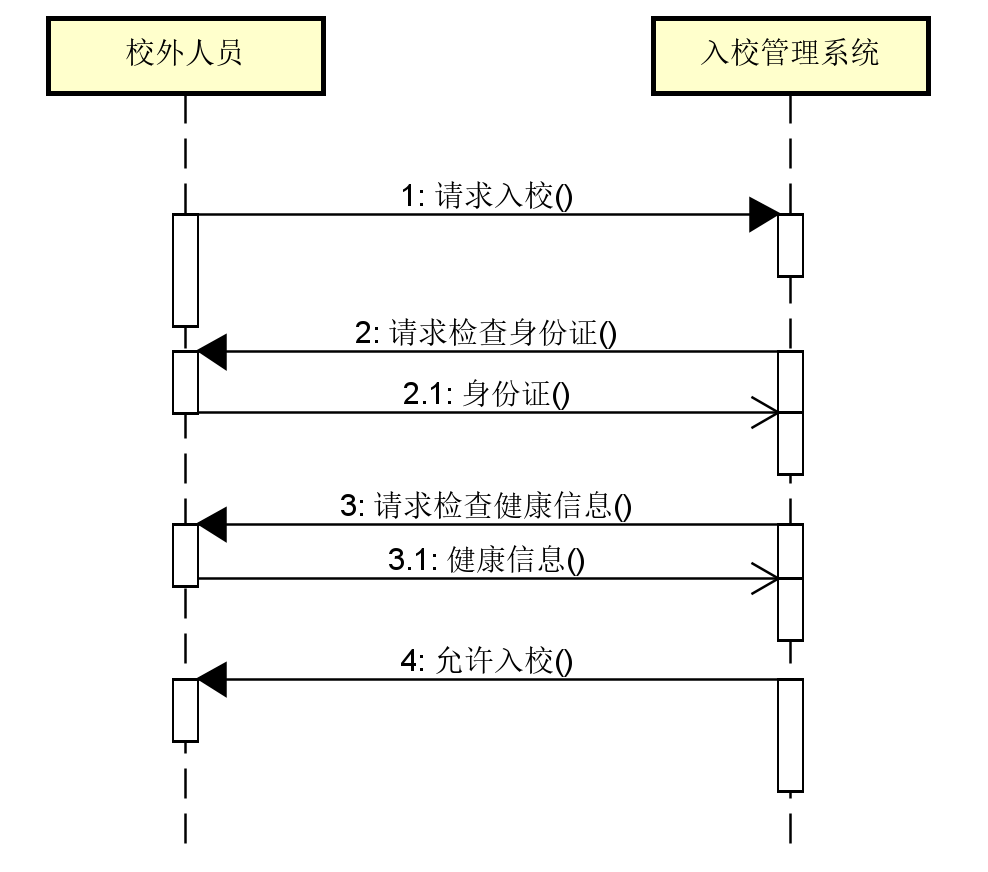 校外人员
入校管理系统
1: 请求入校()
2: 请求检查身份证()
2.1: 身份证()
3: 请求检查健康信息()
3.1: 健康信息()
4: 允许入校()